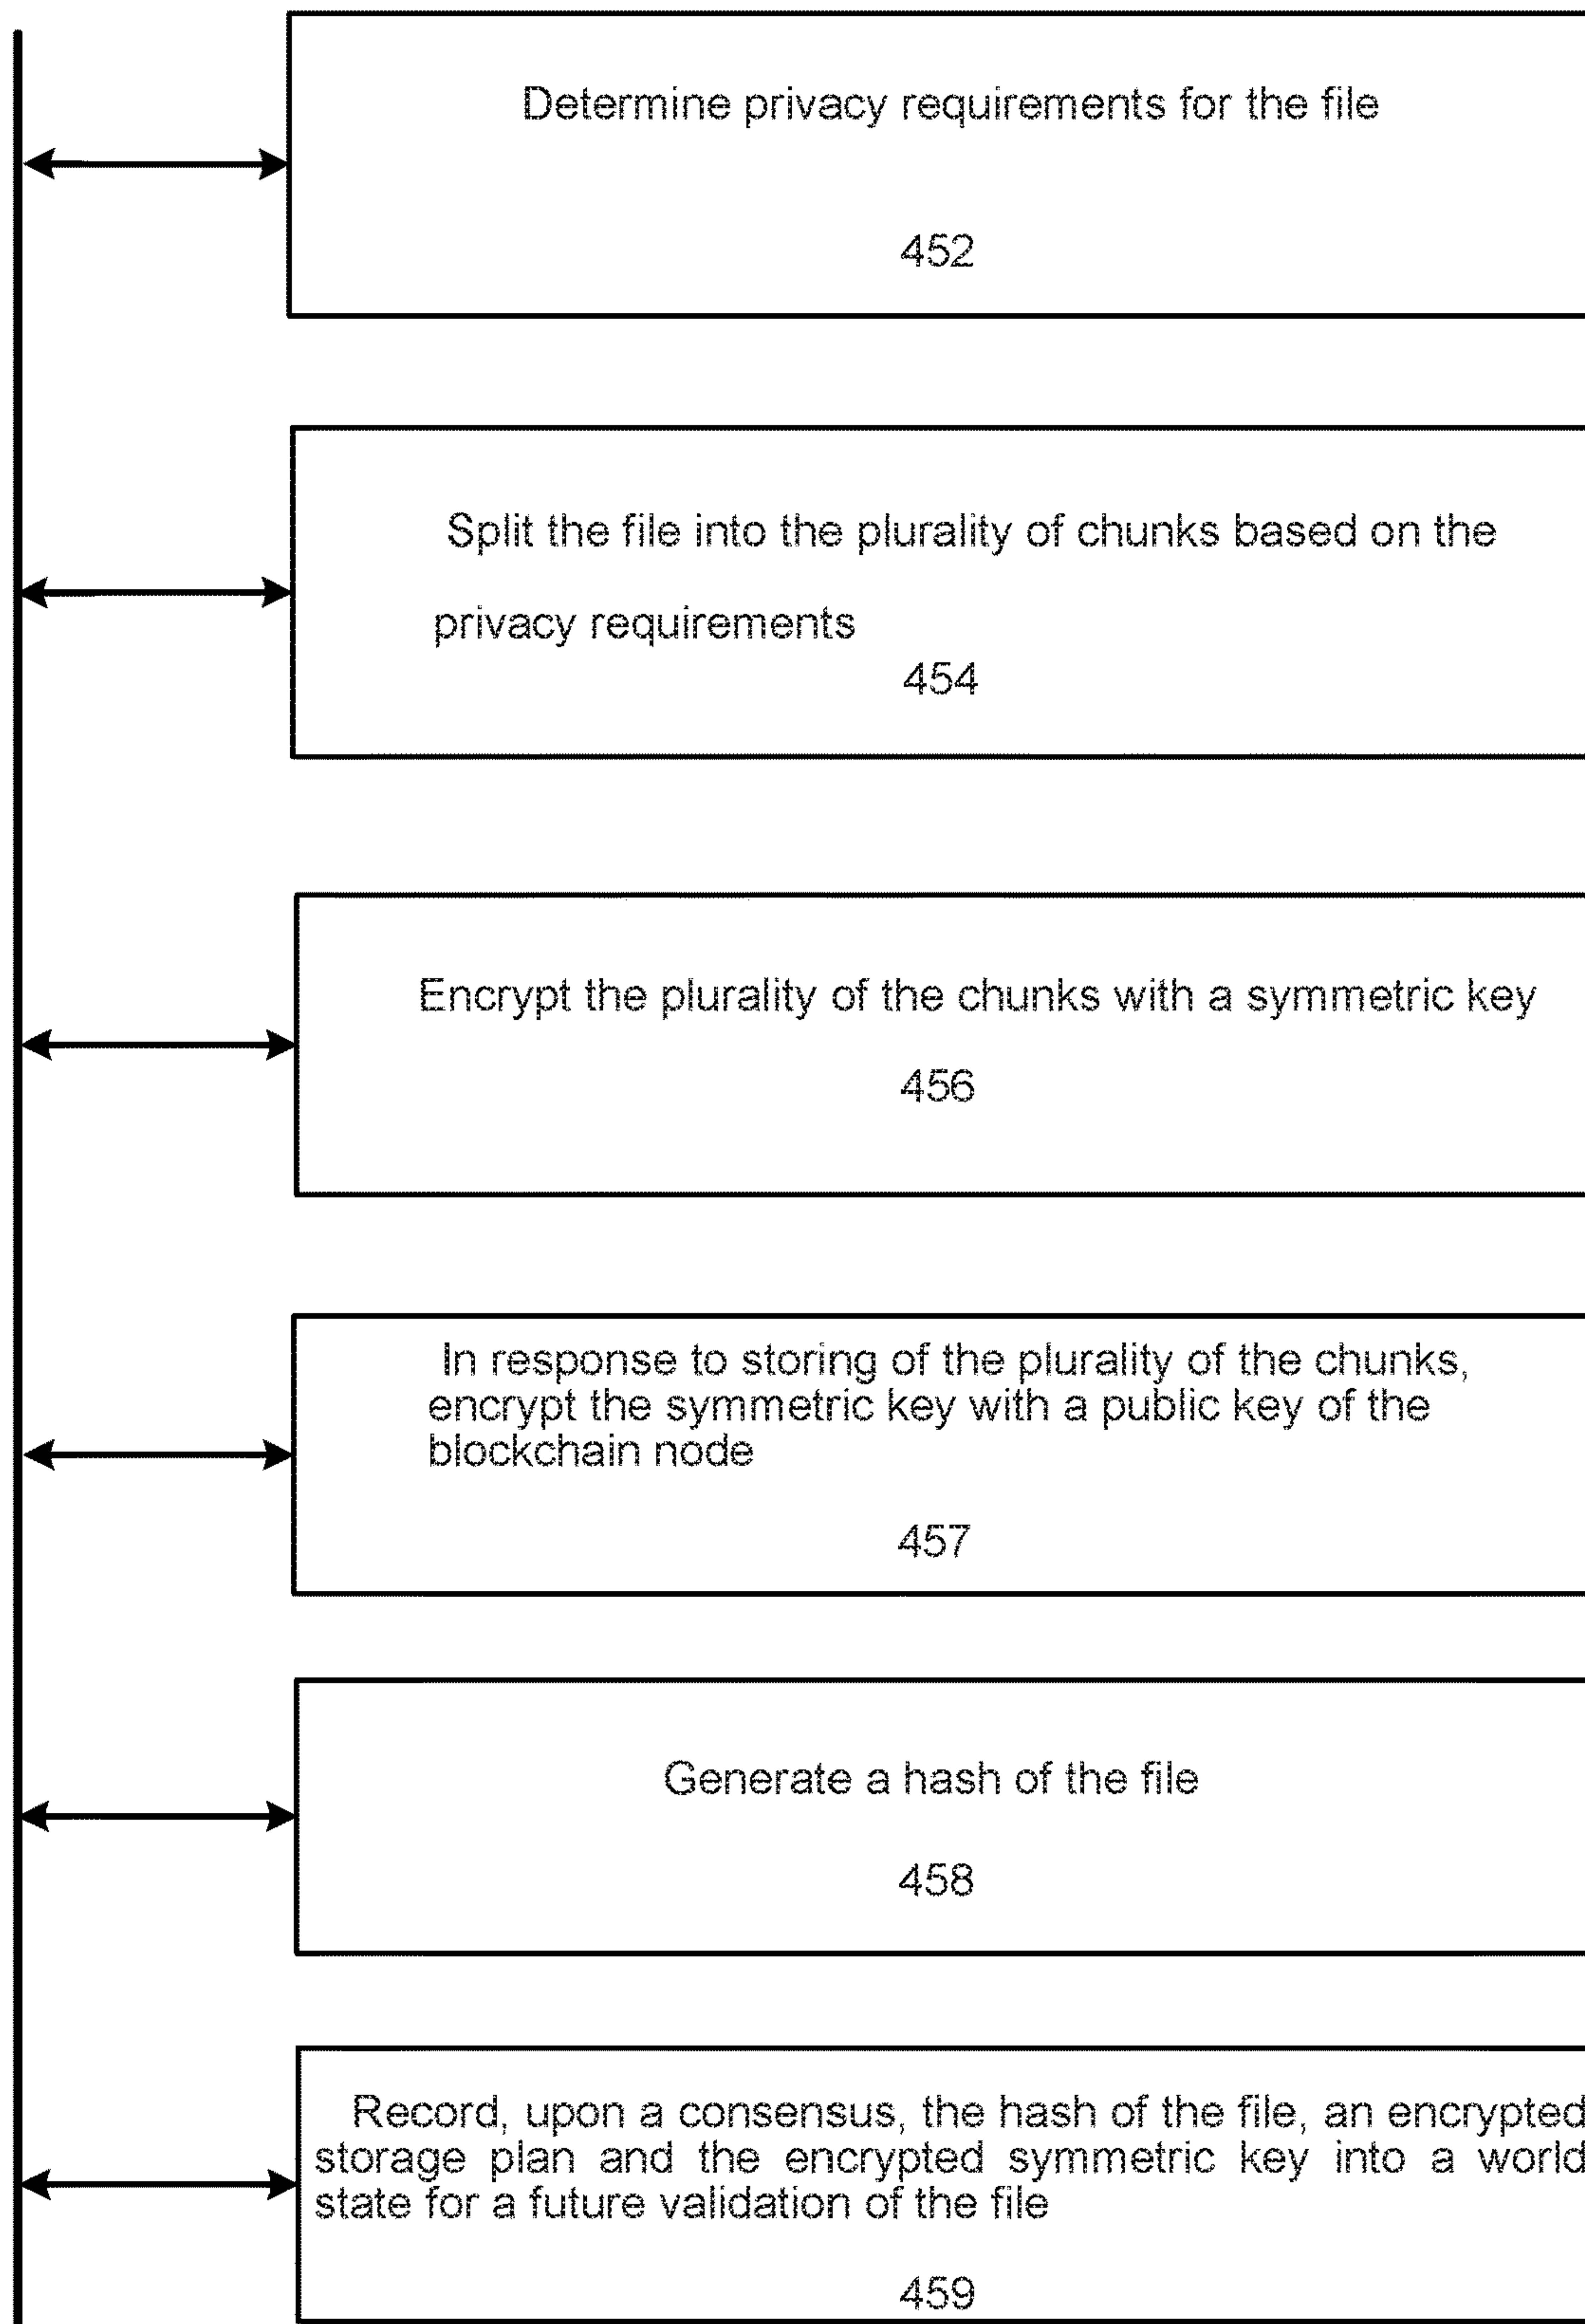 Determine privacy requirements for the file
452
Split the file into the plurality of chunks based on the
privacy requirements
454
Encrypt the plurality of the chunks with a symmetric key
456
In response to storing of the plurality of the chunks,
encrypt the symmetric key with a public key of the
blockchain node
457
Generate a hash of the file
458
Record, upon a consensus, the hash of the file, an encrypted
storage plan and the encrypted symmetric key into a world
state for a future validation of the file
459